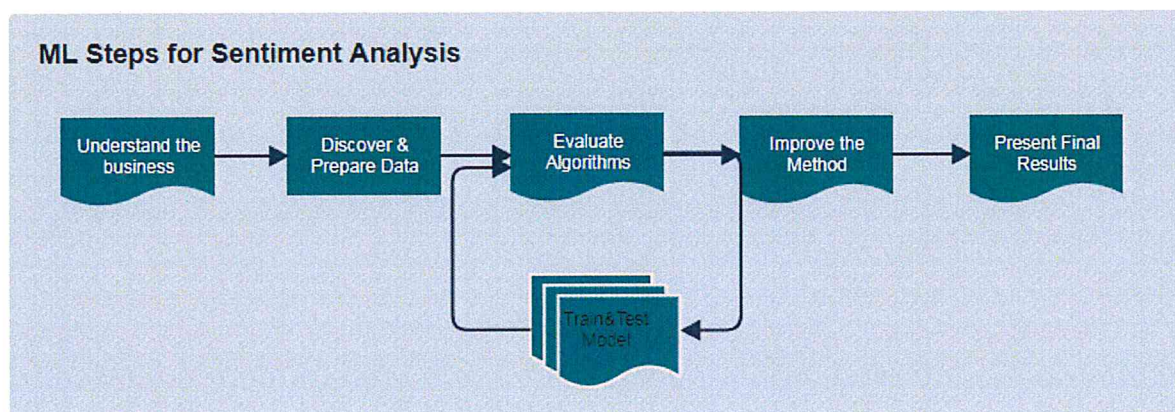 ML Steps for Sentiment Analysis
Understand the
business
Discover &
Prepare Data
Evaluate
Algorithms
Improve the
Method
Present Final
Results
Train&Test
Model